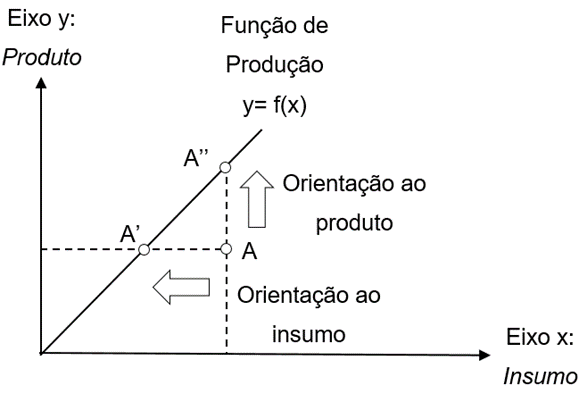 Eixo y:
Produto
Função de
Produção
y= f(x)
A’’
Orientação ao
produto
A’
A
Orientação ao
insumo
Eixo x:
Insumo